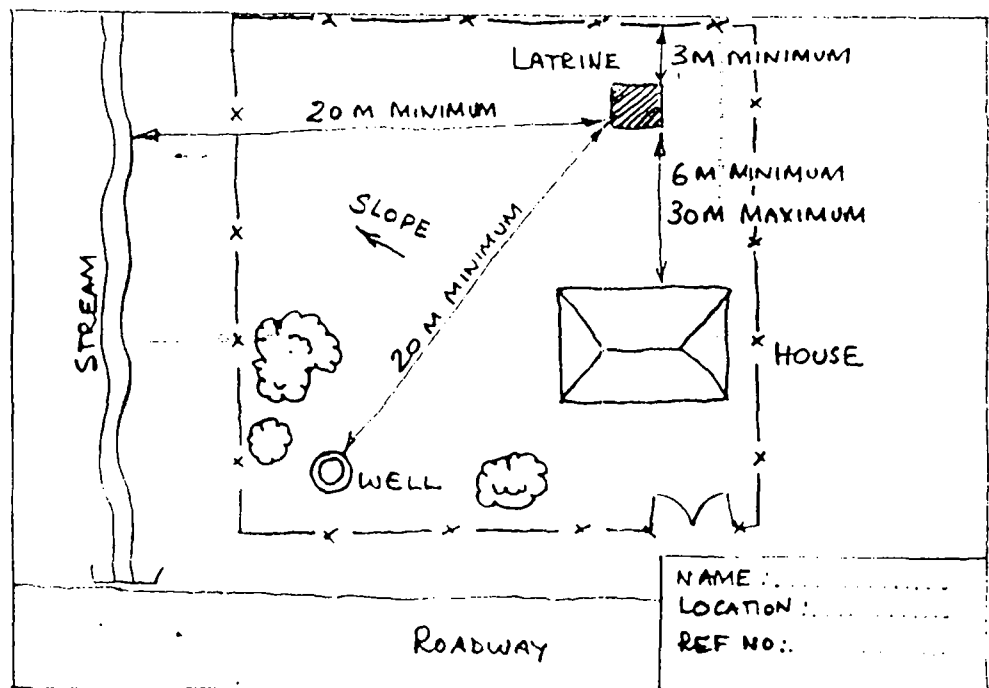 LATRINE
3M MINIMUM
20 M MINIMUM
6M MINIMUM
30M MAXIMUM
SLOPE
20 M MINIMUM
STREAM
HOUSE
WELL
NAME:
LOCATION:
REF NO:.
ROADWAY